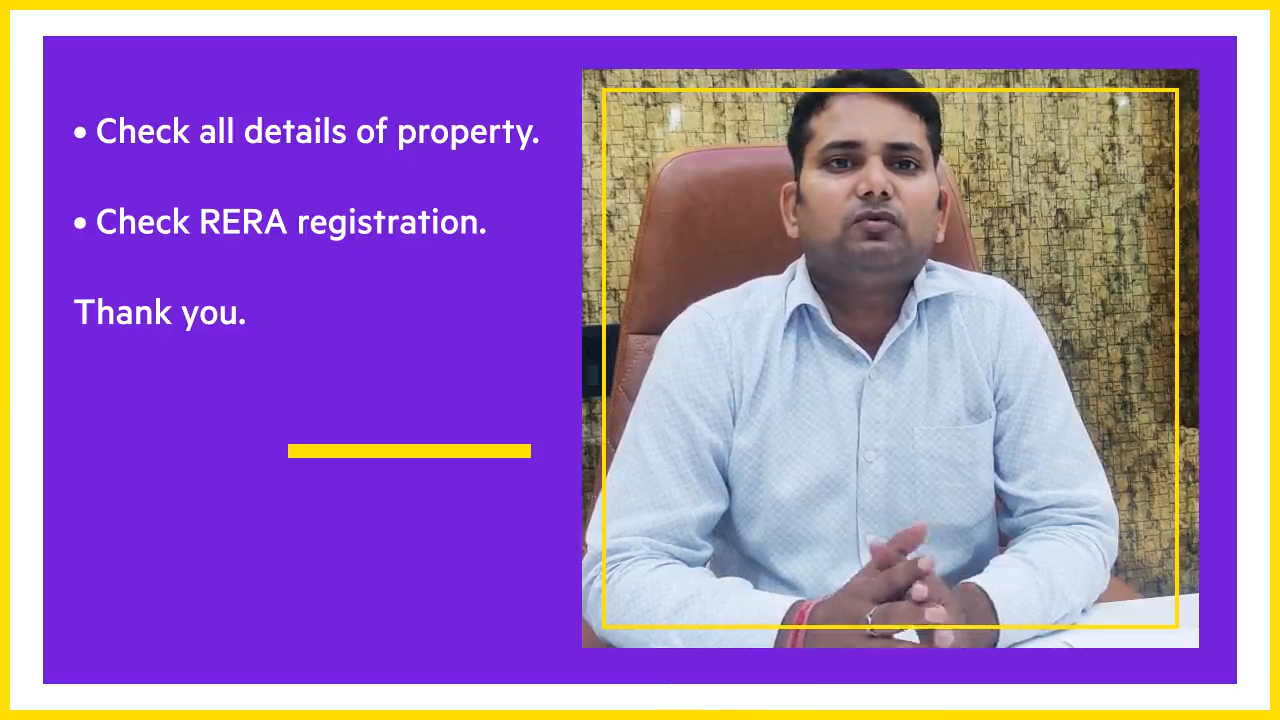 • Check all details of property.
• Check RERA registration.
Thank you.